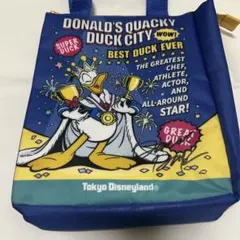 DONALD'S QUACKY
DUCK CITY WOW!
SUPER DUCK
BEST DUCK EVER
THE GREATEST
CHEF,
ATHLETE,
ACTOR,
AND
ALL-AROUND
STAR!
GREAT
DUCK
Tokyo Disneyland®